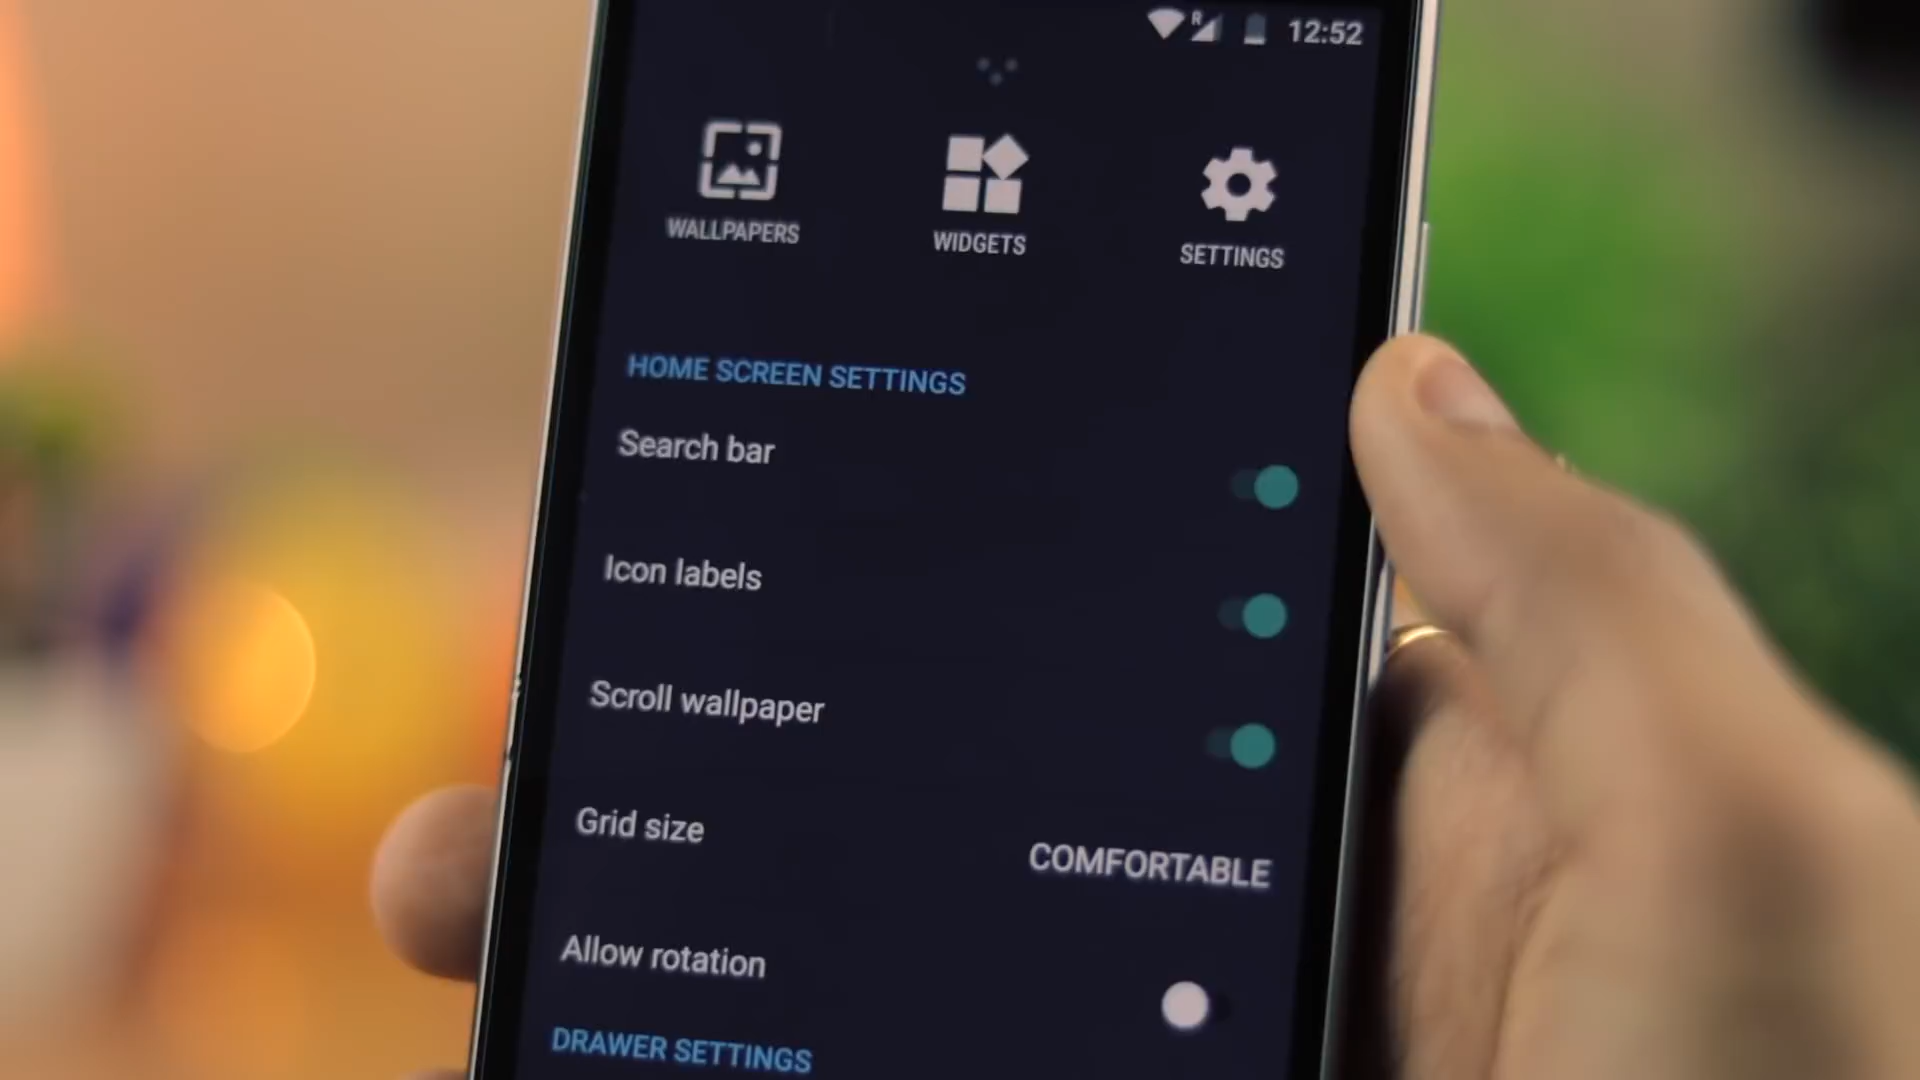 R 12:52
WALLPAPERS WIDGETS SETTINGS
HOME SCREEN SETTINGS
Search bar
Icon labels
Scroll wallpaper
Grid size COMFORTABLE
Allow rotation
DRAWER SETTINGS